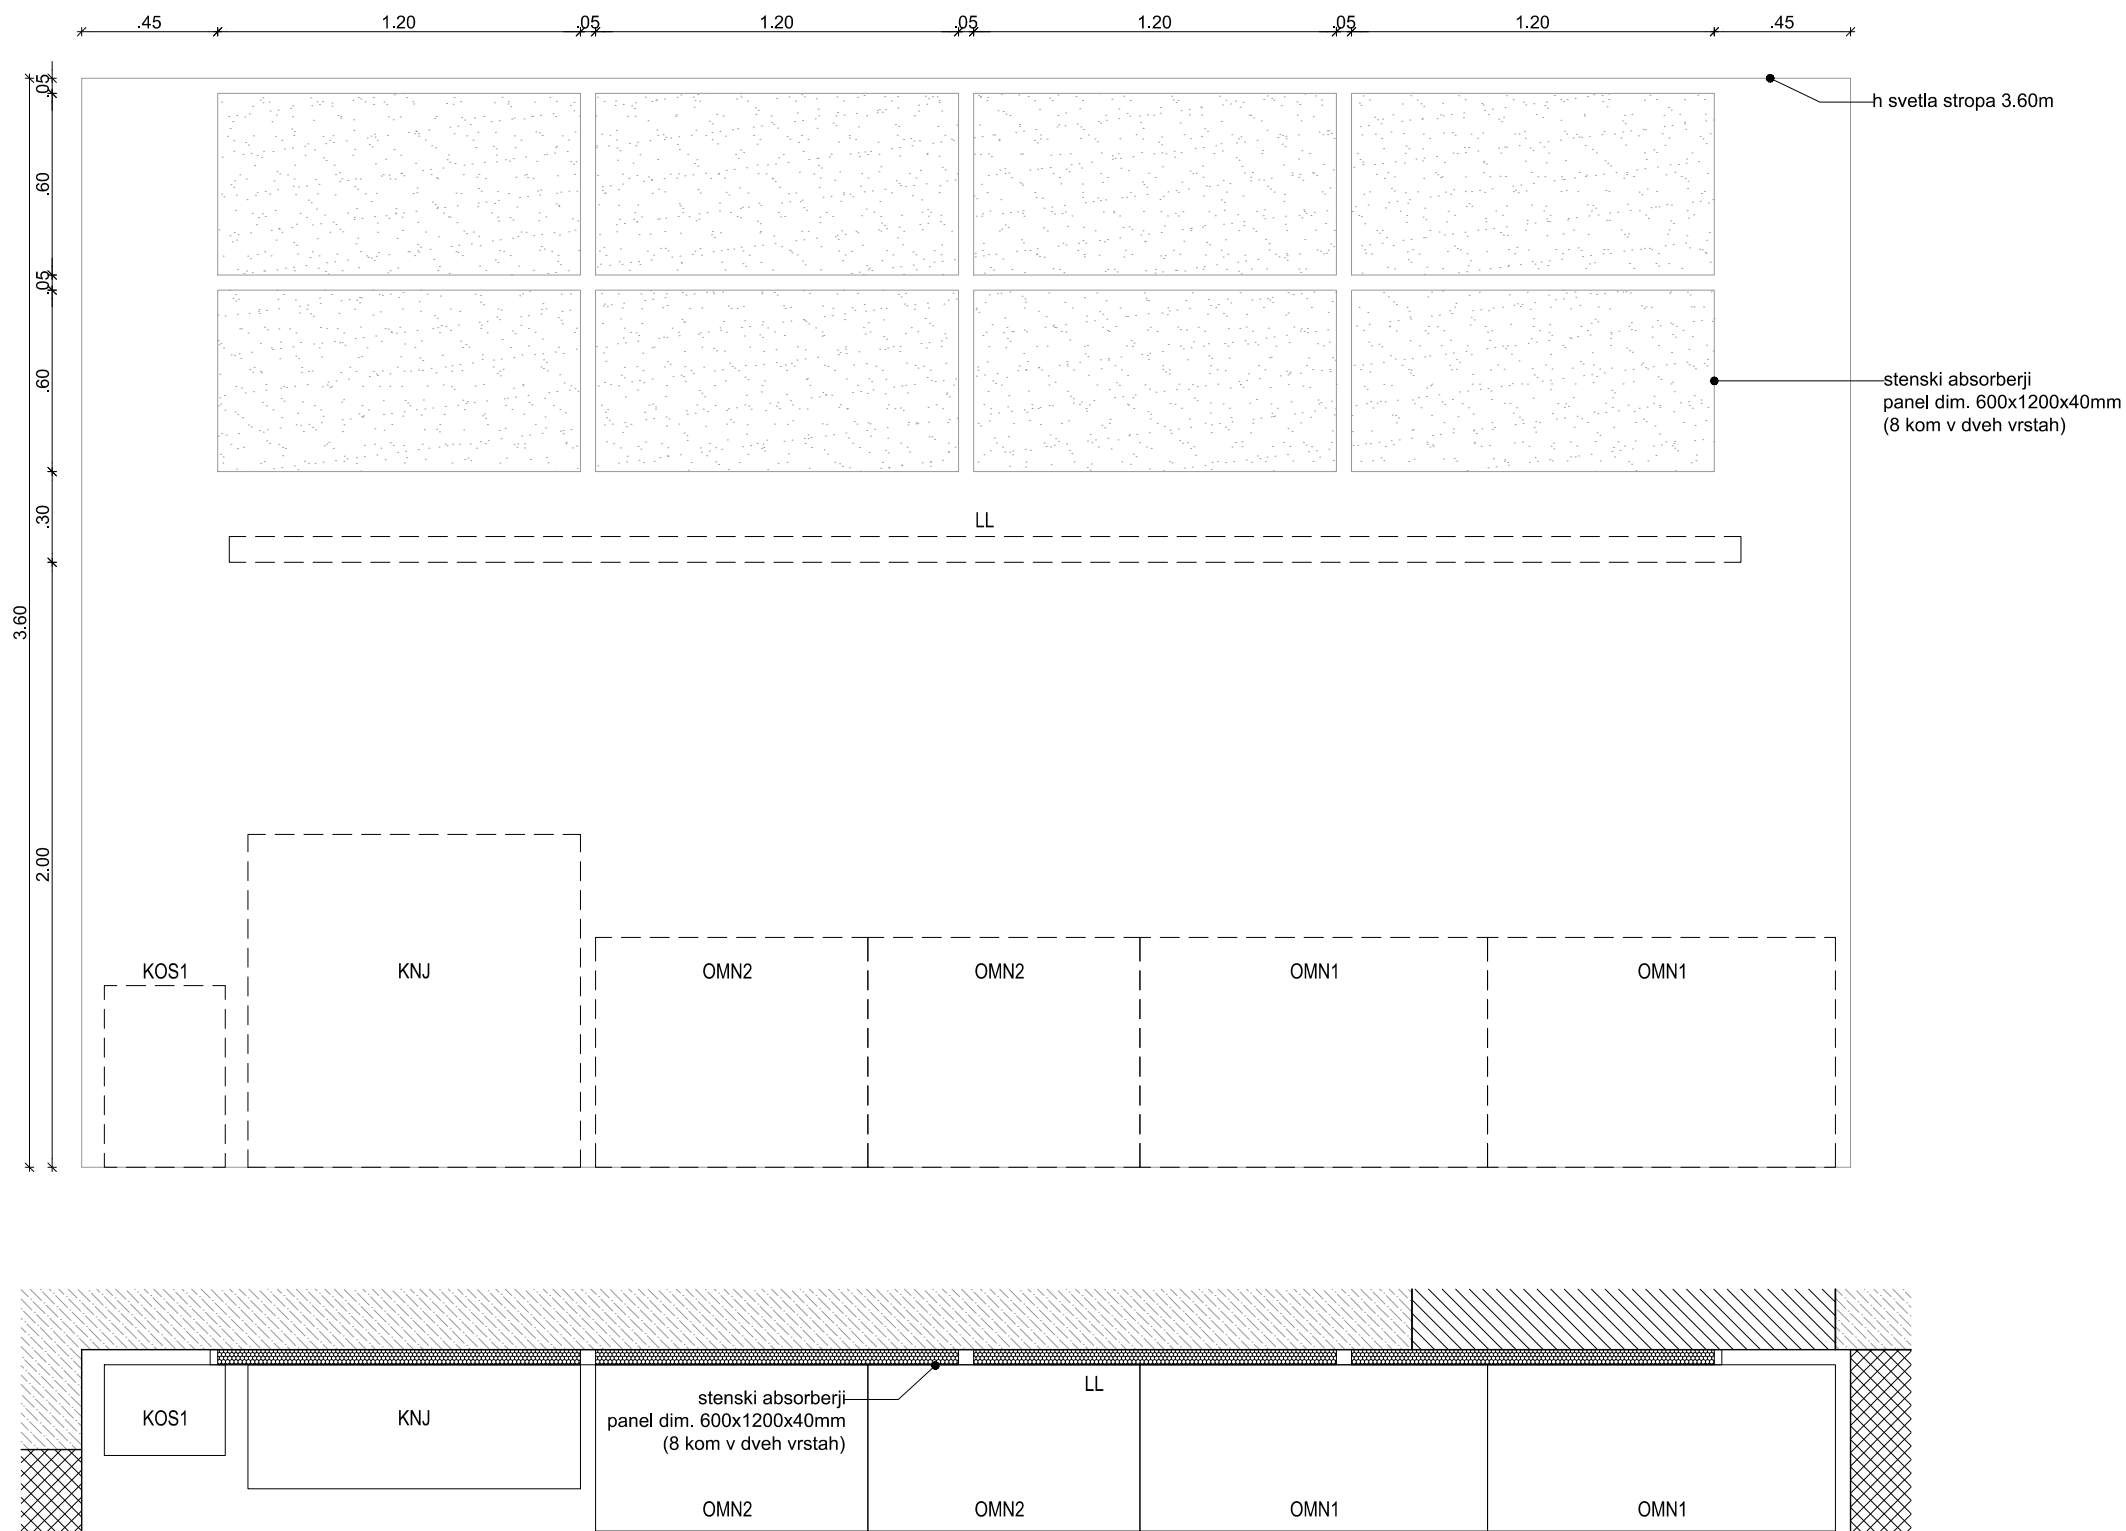 .45
1.20
.05
1.20
.05
1.20
.05
1.20
.45
.05
.60
.05
.60
.30
3.60
2.00
h svetla stropa 3.60m
stenski absorberji
panel dim. 600x1200x40mm
(8 kom v dveh vrstah)
LL
KOS1
KNJ
OMN2
OMN2
OMN1
OMN1
LL
stenski absorberji
panel dim. 600x1200x40mm
(8 kom v dveh vrstah)
KOS1
KNJ
OMN2
OMN2
OMN1
OMN1